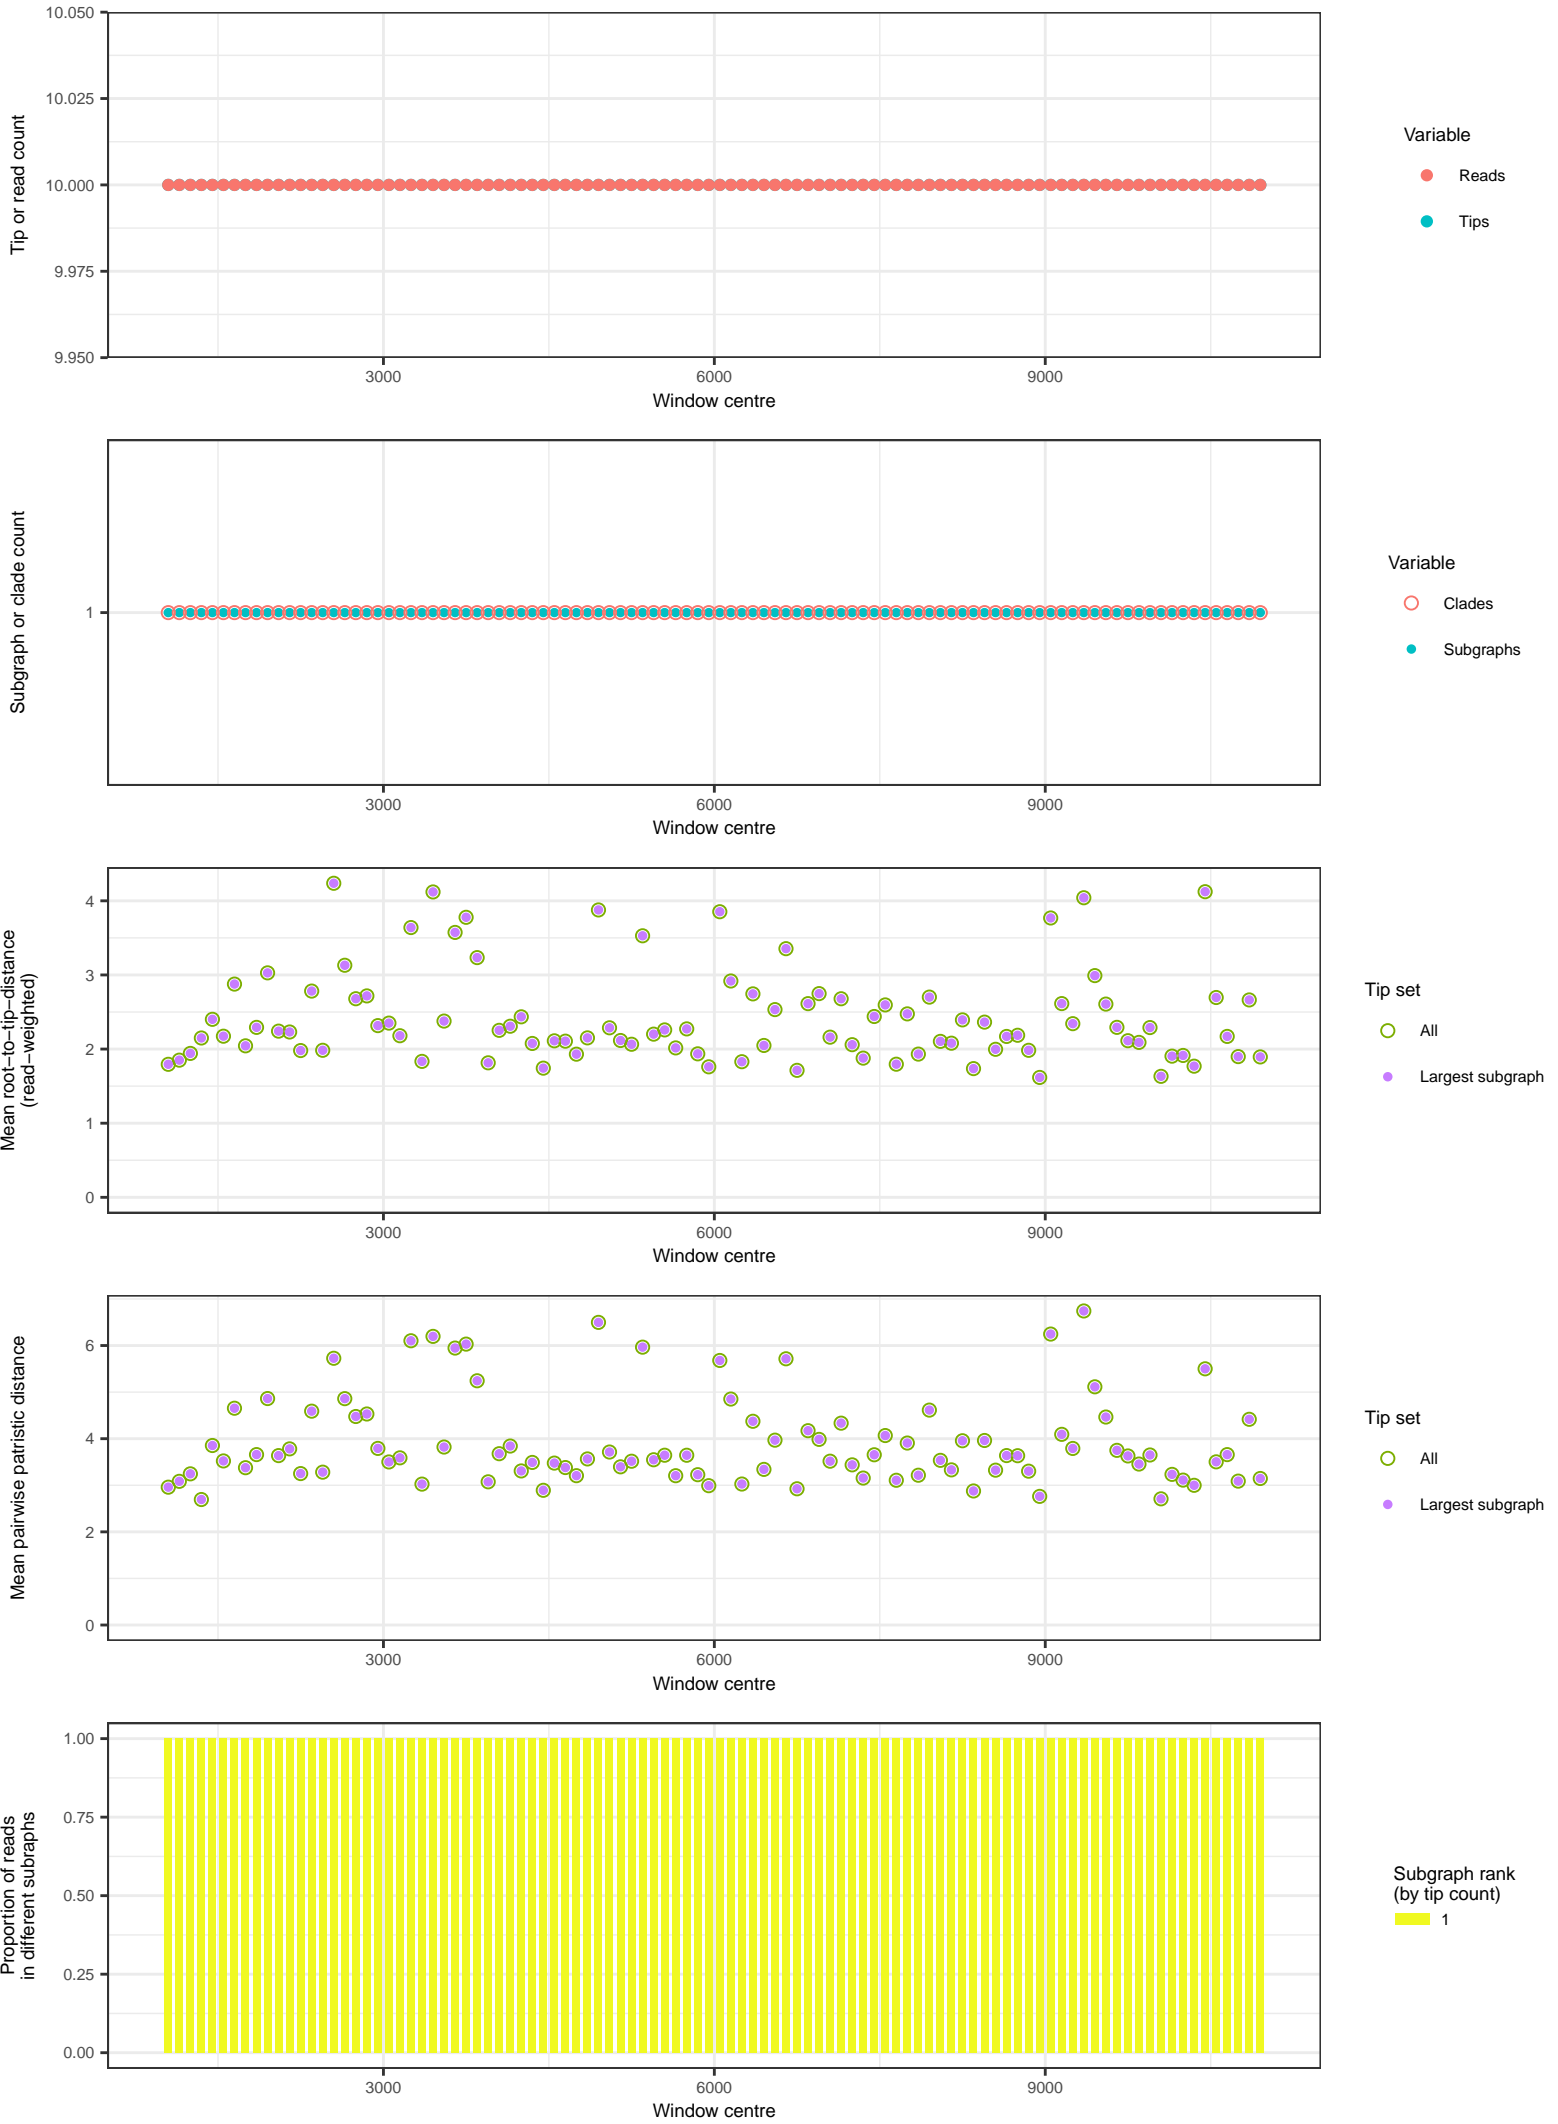 10.050
10.025
10.000
9.975
9.950
Tip or read count
3000
6000
9000
Window centre
Variable
Reads
Tips
1
Subgraph or clade count
3000
6000
9000
Window centre
Variable
Clades
Subgraphs
4
3
2
1
0
Mean root−to−tip−distance
(read−weighted)
3000
6000
9000
Window centre
Tip set
All
Largest subgraph
6
4
2
0
Mean pairwise patristic distance
3000
6000
9000
Window centre
Tip set
All
Largest subgraph
1.00
0.75
0.50
0.25
0.00
Proportion of reads
in different subraphs
3000
6000
9000
Window centre
Subgraph rank
(by tip count)
1